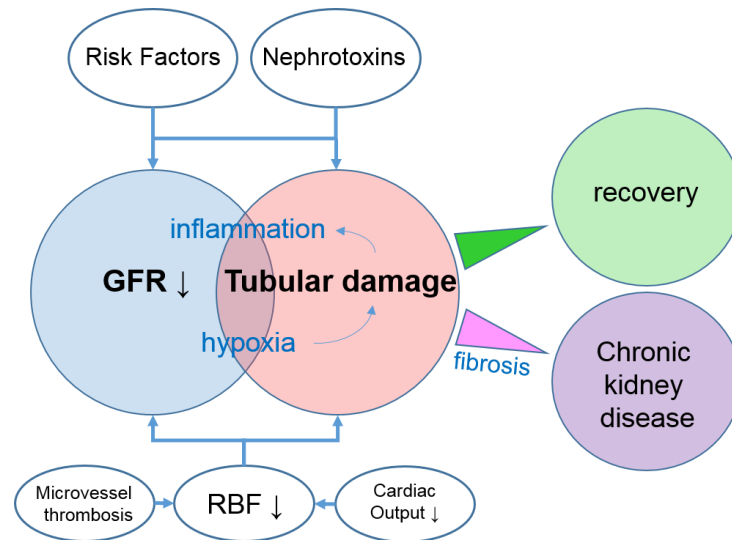 Risk Factors
Nephrotoxins
recovery
inflammation
GFR ↓
Tubular damage
hypoxia
fibrosis
Chronic
kidney
disease
Microvessel
thrombosis
RBF ↓
Cardiac
Output ↓